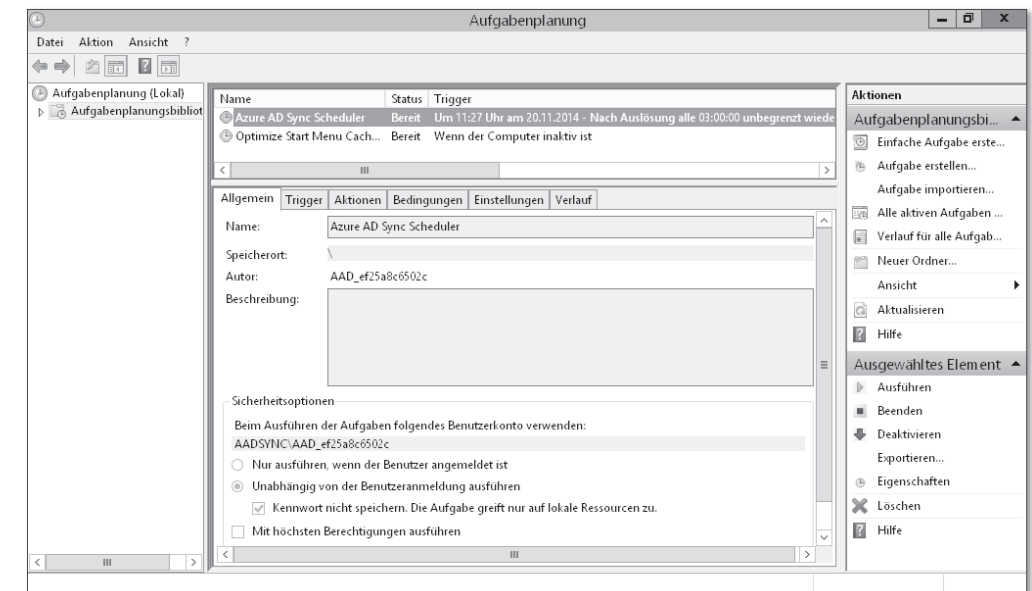 Aufgabenplanung
Datei Aktion Ansicht ?
Aufgabenplanung (Lokal)
Aufgabenplanungsbibliot
Name Status Trigger
Azure AD Sync Scheduler Bereit Um 11:27 Uhr am 20.11.2014 - Nach Auslösung alle 03:00:00 unbegrenzt wiede
Optimize Start Menu Cach... Bereit Wenn der Computer inaktiv ist
Allgemein Trigger Aktionen Bedingungen Einstellungen Verlauf
Name: Azure AD Sync Scheduler
Speicherort: \
Autor: AAD_ef25a8c6502c
Beschreibung:
Sicherheitsoptionen
Beim Ausführen der Aufgaben folgendes Benutzerkonto verwenden:
AADSYNC\AAD_ef25a8c6502c
Nur ausführen, wenn der Benutzer angemeldet ist
Unabhängig von der Benutzeranmeldung ausführen
Kennwort nicht speichern. Die Aufgabe greift nur auf lokale Ressourcen zu.
Mit höchsten Berechtigungen ausführen
Aktionen
Aufgabenplanungsbi...
Einfache Aufgabe erste...
Aufgabe erstellen...
Aufgabe importieren...
Alle aktiven Aufgaben ...
Verlauf für alle Aufgab...
Neuer Ordner...
Ansicht
Aktualisieren
Hilfe
Ausgewähltes Element
Ausführen
Beenden
Deaktivieren
Exportieren...
Eigenschaften
Löschen
Hilfe